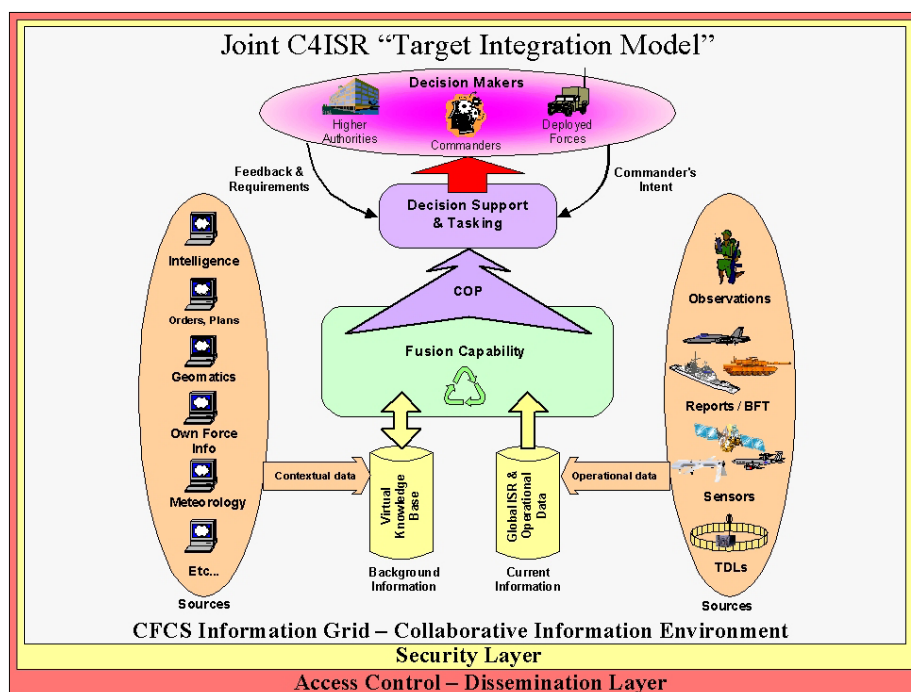 Joint C4ISR “Target Integration Model”
Decision Makers
Higher
Authorities
Commanders
Deployed
Forces
Feedback &
Requirements
Commander's
Intent
Decision Support
& Tasking
COP
Fusion Capability
Intelligence
Orders, Plans
Geomatics
Own Force
Info
Meteorology
Etc...
Sources
Contextual data
Virtual
Knowledge
Base
Background
Information
Global ISR &
Operational
Data
Current
Information
Operational data
Observations
Reports / BFT
Sensors
TDLs
Sources
CFCS Information Grid – Collaborative Information Environment
Security Layer
Access Control – Dissemination Layer